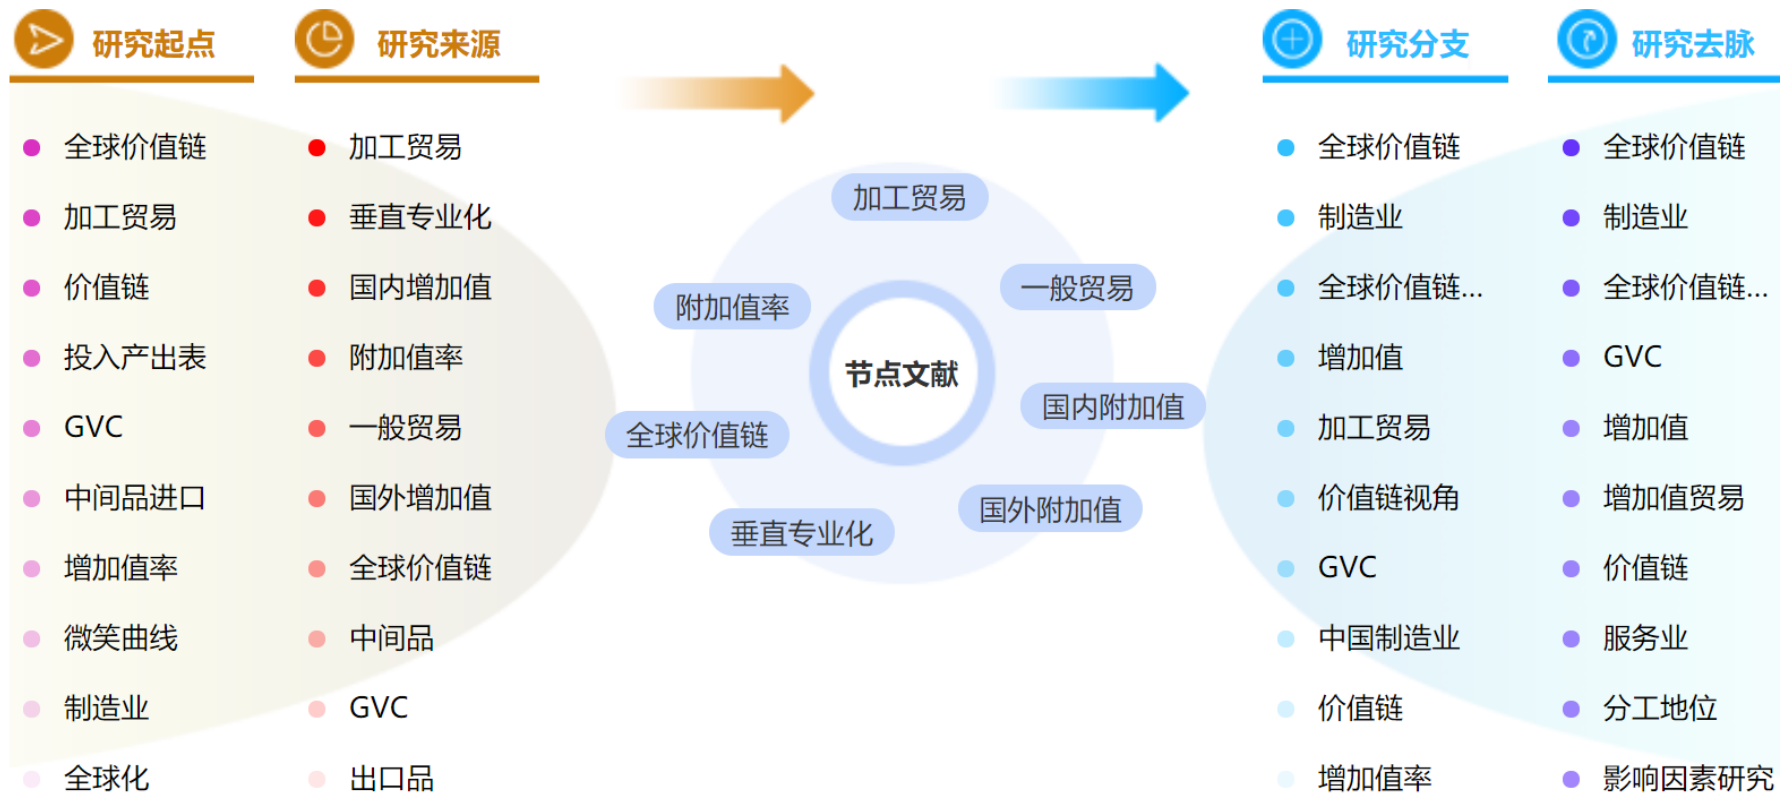 研究起点
研究来源
研究分支
研究去脉
全球价值链
加工贸易
价值链
投入产出表
GVC
中间品进口
增加值率
微笑曲线
制造业
全球化
加工贸易
垂直专业化
国内增加值
附加值率
一般贸易
国外增加值
全球价值链
中间品
GVC
出口品
加工贸易
一般贸易
附加值率
节点文献
国内附加值
全球价值链
国外附加值
垂直专业化
全球价值链
制造业
全球价值链...
增加值
加工贸易
价值链视角
GVC
中国制造业
价值链
增加值率
全球价值链
制造业
全球价值链...
GVC
增加值
增加值贸易
价值链
服务业
分工地位
影响因素研究